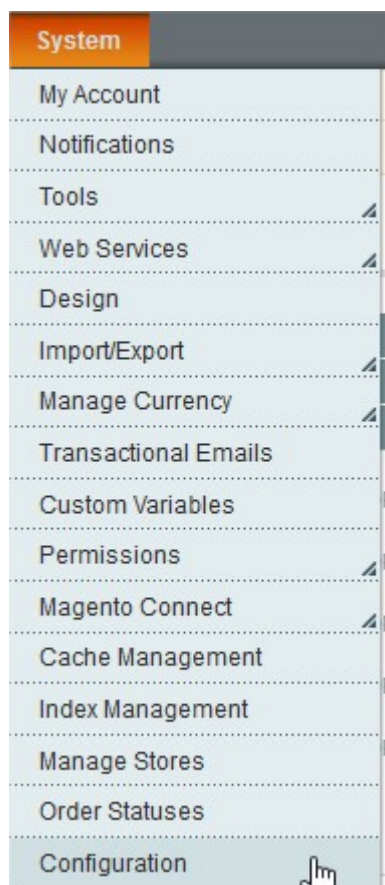 System
My Account
Notifications
Tools
Web Services
Design
Import/Export
Manage Currency
Transactional Emails
Custom Variables
Permissions
Magento Connect
Cache Management
Index Management
Manage Stores
Order Statuses
Configuration